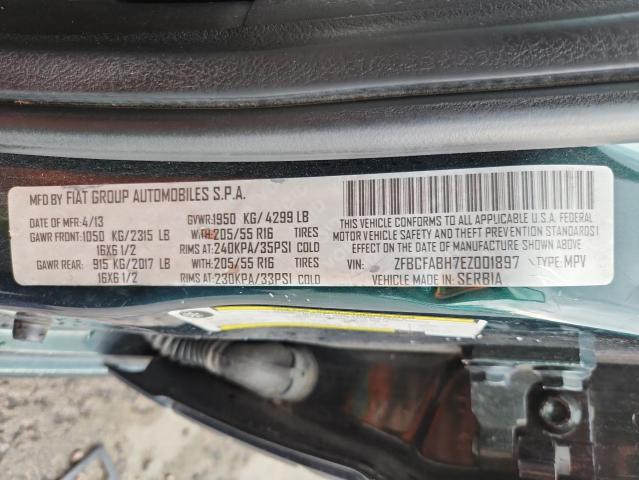 MFD BY FIAT GROUP AUTOMOBILES S.P.A.
DATE OF MFR: 4/13 GVWR: 1950 KG/ 4299 LB
GAWR FRONT: 1050 KG/2315 LB WITH: 205/55 R16 TIRES
16X6 1/2 RIMS AT: 240KPA/35PSI COLD
GAWR REAR: 915 KG/2017 LB WITH: 205/55 R16 TIRES
16X6 1/2 RIMS AT: 230KPA/33PSI COLD
THIS VEHICLE CONFORMS TO ALL APPLICABLE FEDERAL
MOTOR VEHICLE SAFETY, AND THEFT PREVENTION STANDARDS IN
EFFECT ON THE DATE OF MANUFACTURE SHOWN ABOVE
VIN: ZFBCFABH7EZ001897 TYPE: MPV
VEHICLE MADE IN SERBIA